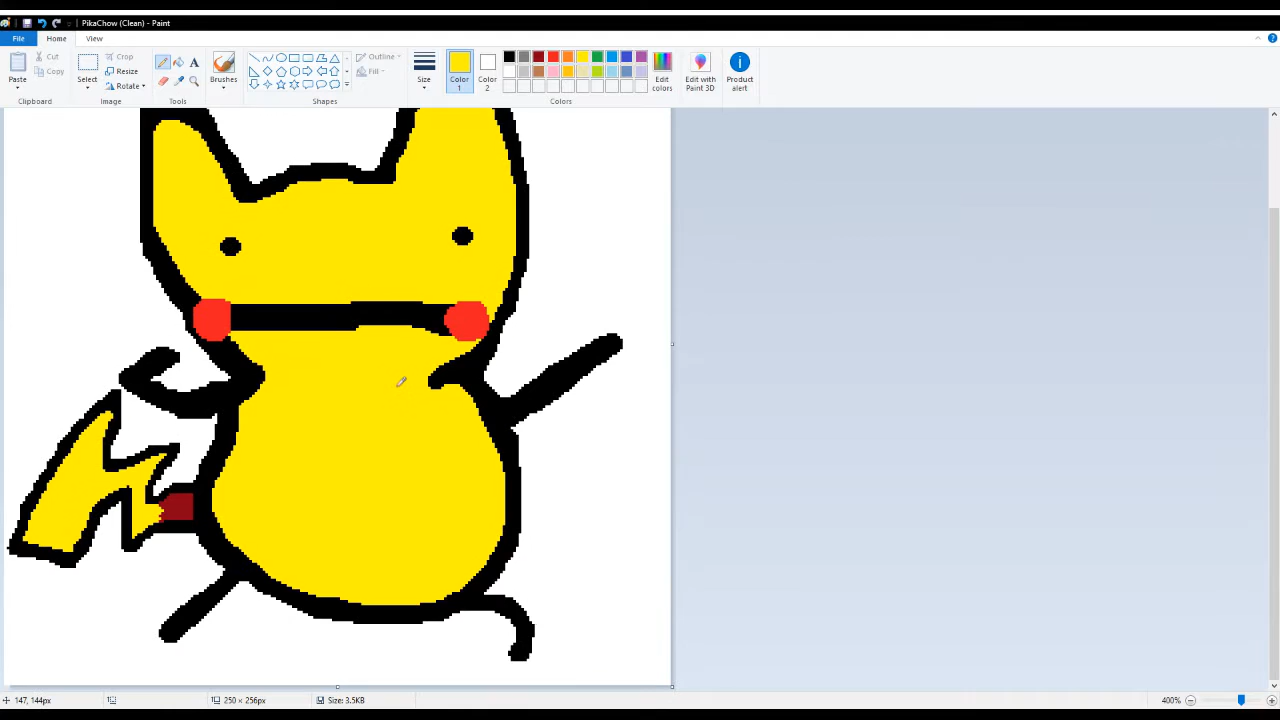 PikaChow (Clean) - Paint
File Home View
Paste Cut Copy
Clipboard
Select Crop Resize Rotate
Image
A
Tools
Brushes
Outline Fill
Shapes
Size
Color 1
Color 2
Edit colors
Colors
Edit with Paint 3D
Product alert
147, 144px 250 × 256px Size: 3.5KB 400%